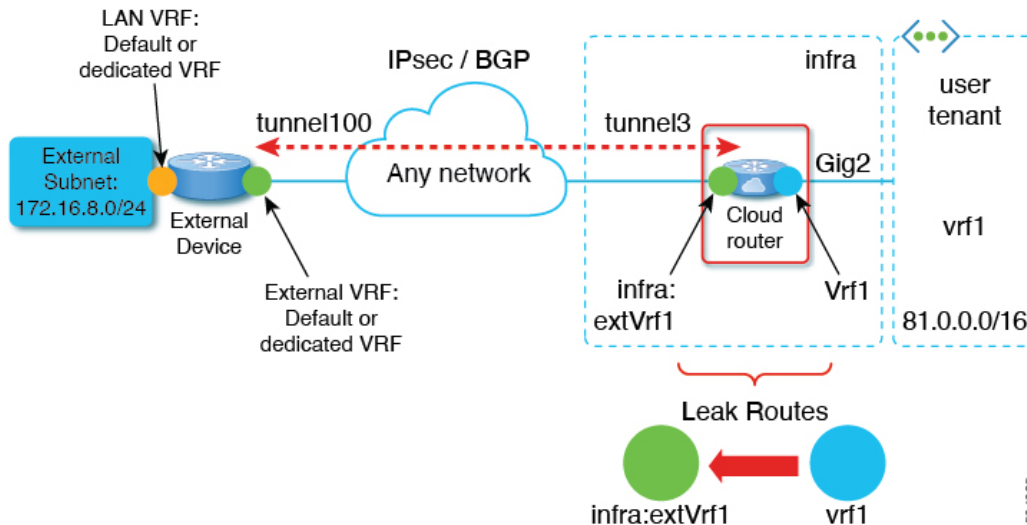 LAN VRF:
Default or
dedicated VRF
IPsec / BGP
infra
user
tenant
tunnel100
tunnel3
External
Subnet:
172.16.8.0/24
Any network
Gig2
External
Device
Cloud
router
vrf1
External VRF:
Default or
dedicated VRF
infra:
extVrf1
Vrf1
81.0.0.0/16
Leak Routes
infra:extVrf1
vrf1